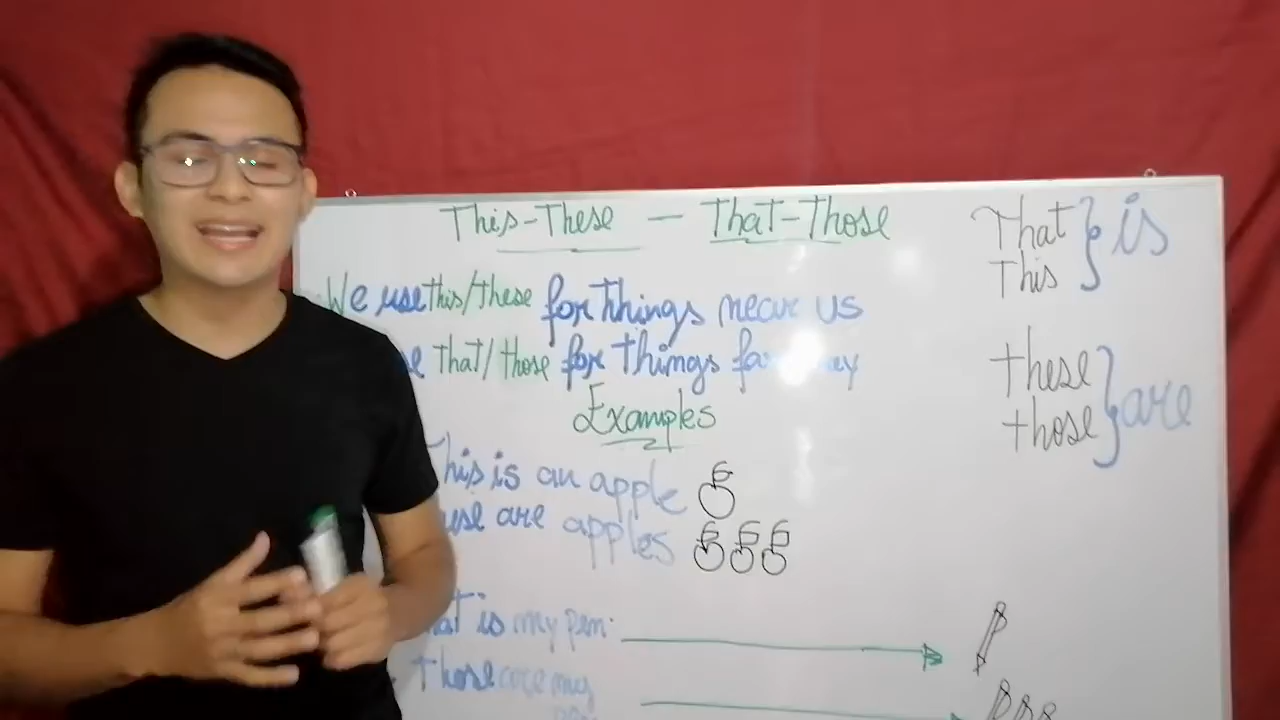 This-These - That-Those
We use this/these for things near us
that/those for things
Examples
This is an apple
are apples
is my pen.
Those are my
That
This } is
these
those } are